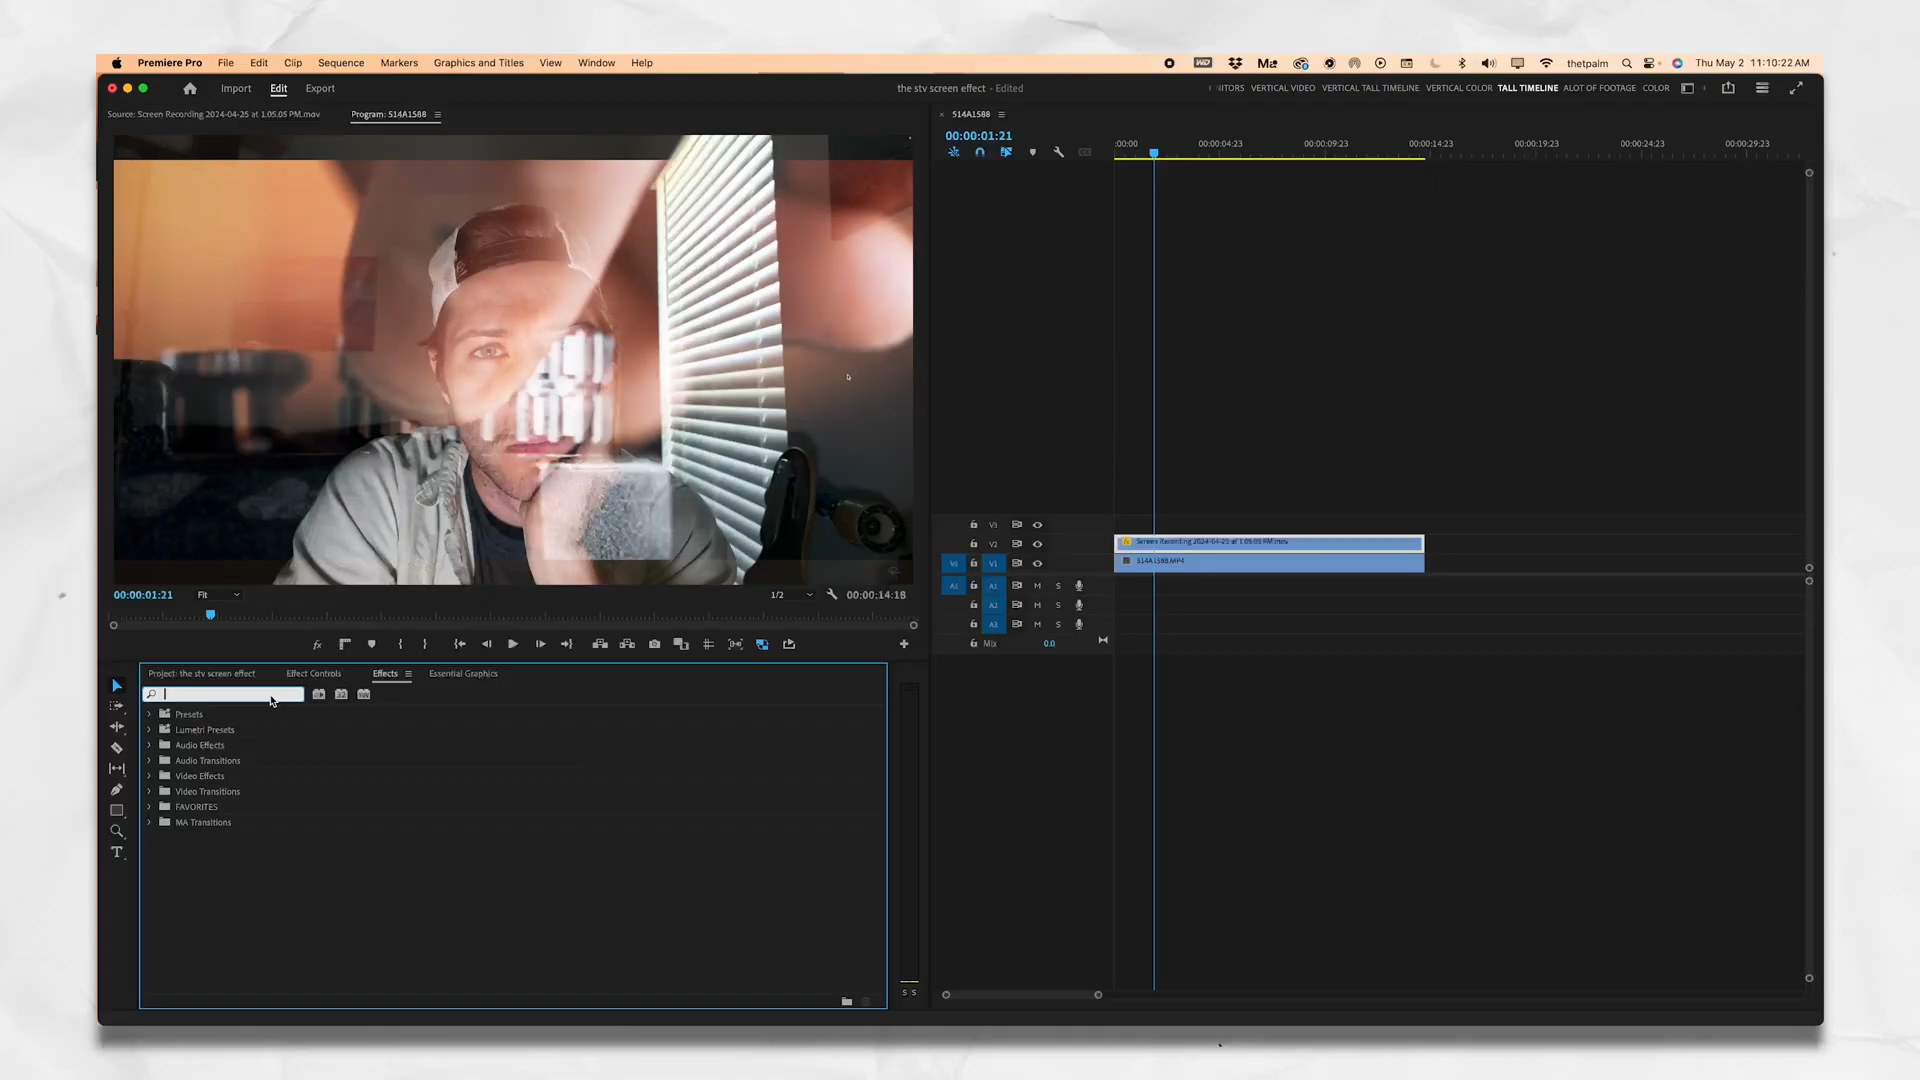 Premiere Pro File Edit Clip Sequence Markers Graphics and Titles View Window Help thetpalm Thu May 2 11:10:22 AM
Import Edit Export the stv screen effect - Edited NITORS VERTICAL VIDEO VERTICAL TALL TIMELINE VERTICAL COLOR TALL TIMELINE ALOT OF FOOTAGE COLOR
Source: Screen Recording 2024-04-25 at 1.05.05 PM.mov Program: 514A1588 514A1588
00:00:01:21
:00:00 00:00:04:23 00:00:09:23 00:00:14:23 00:00:19:23 00:00:24:23 00:00:29:23
V3
V2 Screen Recording 2024-04-25 at 1.05.05 PM.mov
V1 514A1588.MP4
A1 A1 M S
00:00:01:21 Fit 1/2 00:00:14:18
A2 M S
A3 M S
Mix 0.0
Project: the stv screen effect Effect Controls Effects Essential Graphics
Presets
Lumetri Presets
Audio Effects
Audio Transitions
Video Effects
Video Transitions
FAVORITES
MA Transitions
S S